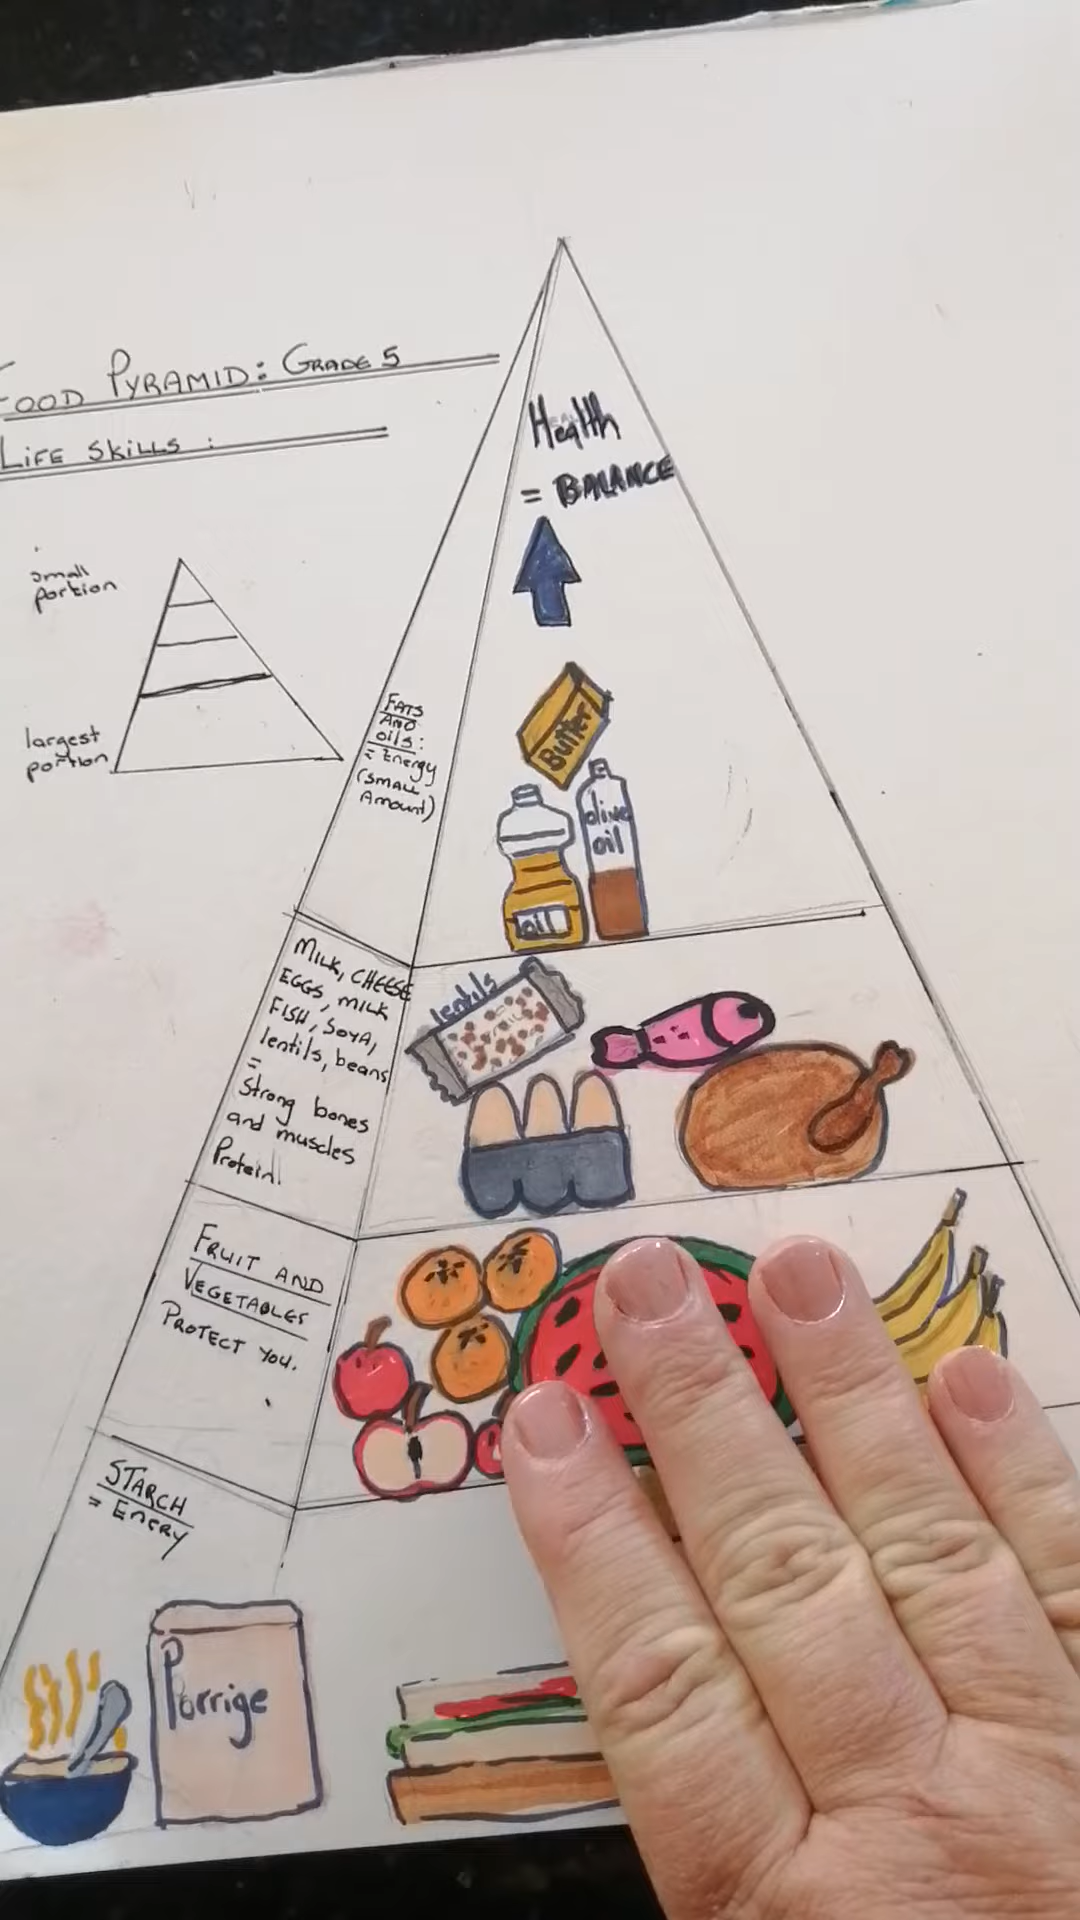 FOOD PYRAMID: GRADE 5
LIFE SKILLS :
small
portion
largest
portion
Health
= BALANCE
FATS
AND
oils:
= Energy
(small
Amount)
Butter
olive
oil
oil
MILK, CHEESE
EGGS, MILK
FISH, SOYA,
lentils, beans
=
Strong bones
and muscles
Protein.
lentils
FRUIT AND
VEGETABLES
PROTECT YOU.
STARCH
= Enery
Porrige